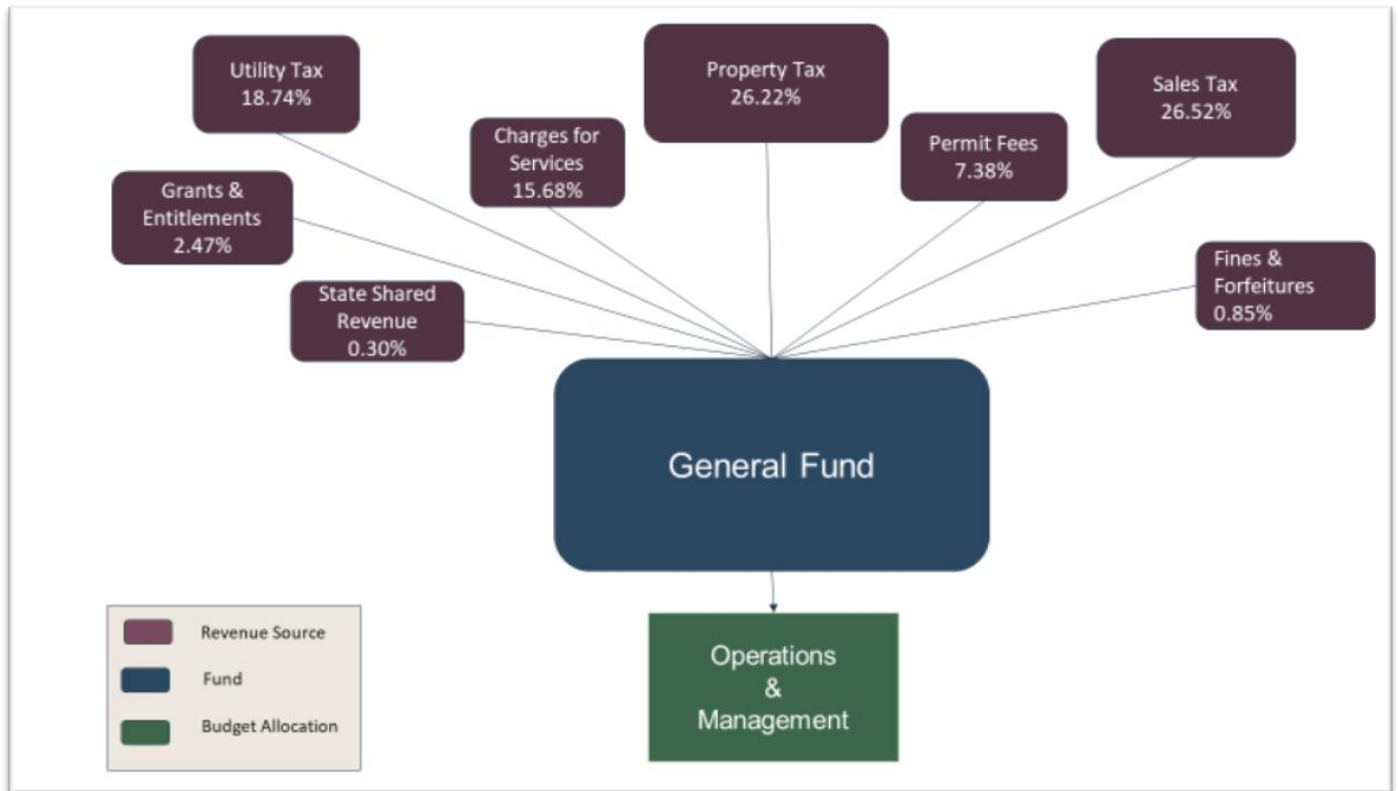 Utility Tax
18.74%
Property Tax
26.22%
Sales Tax
26.52%
Charges for
Services
15.68%
Permit Fees
7.38%
Grants &
Entitlements
2.47%
Fines &
Forfeitures
0.85%
State Shared
Revenue
0.30%
General Fund
Operations
&
Management
Revenue Source
Fund
Budget Allocation